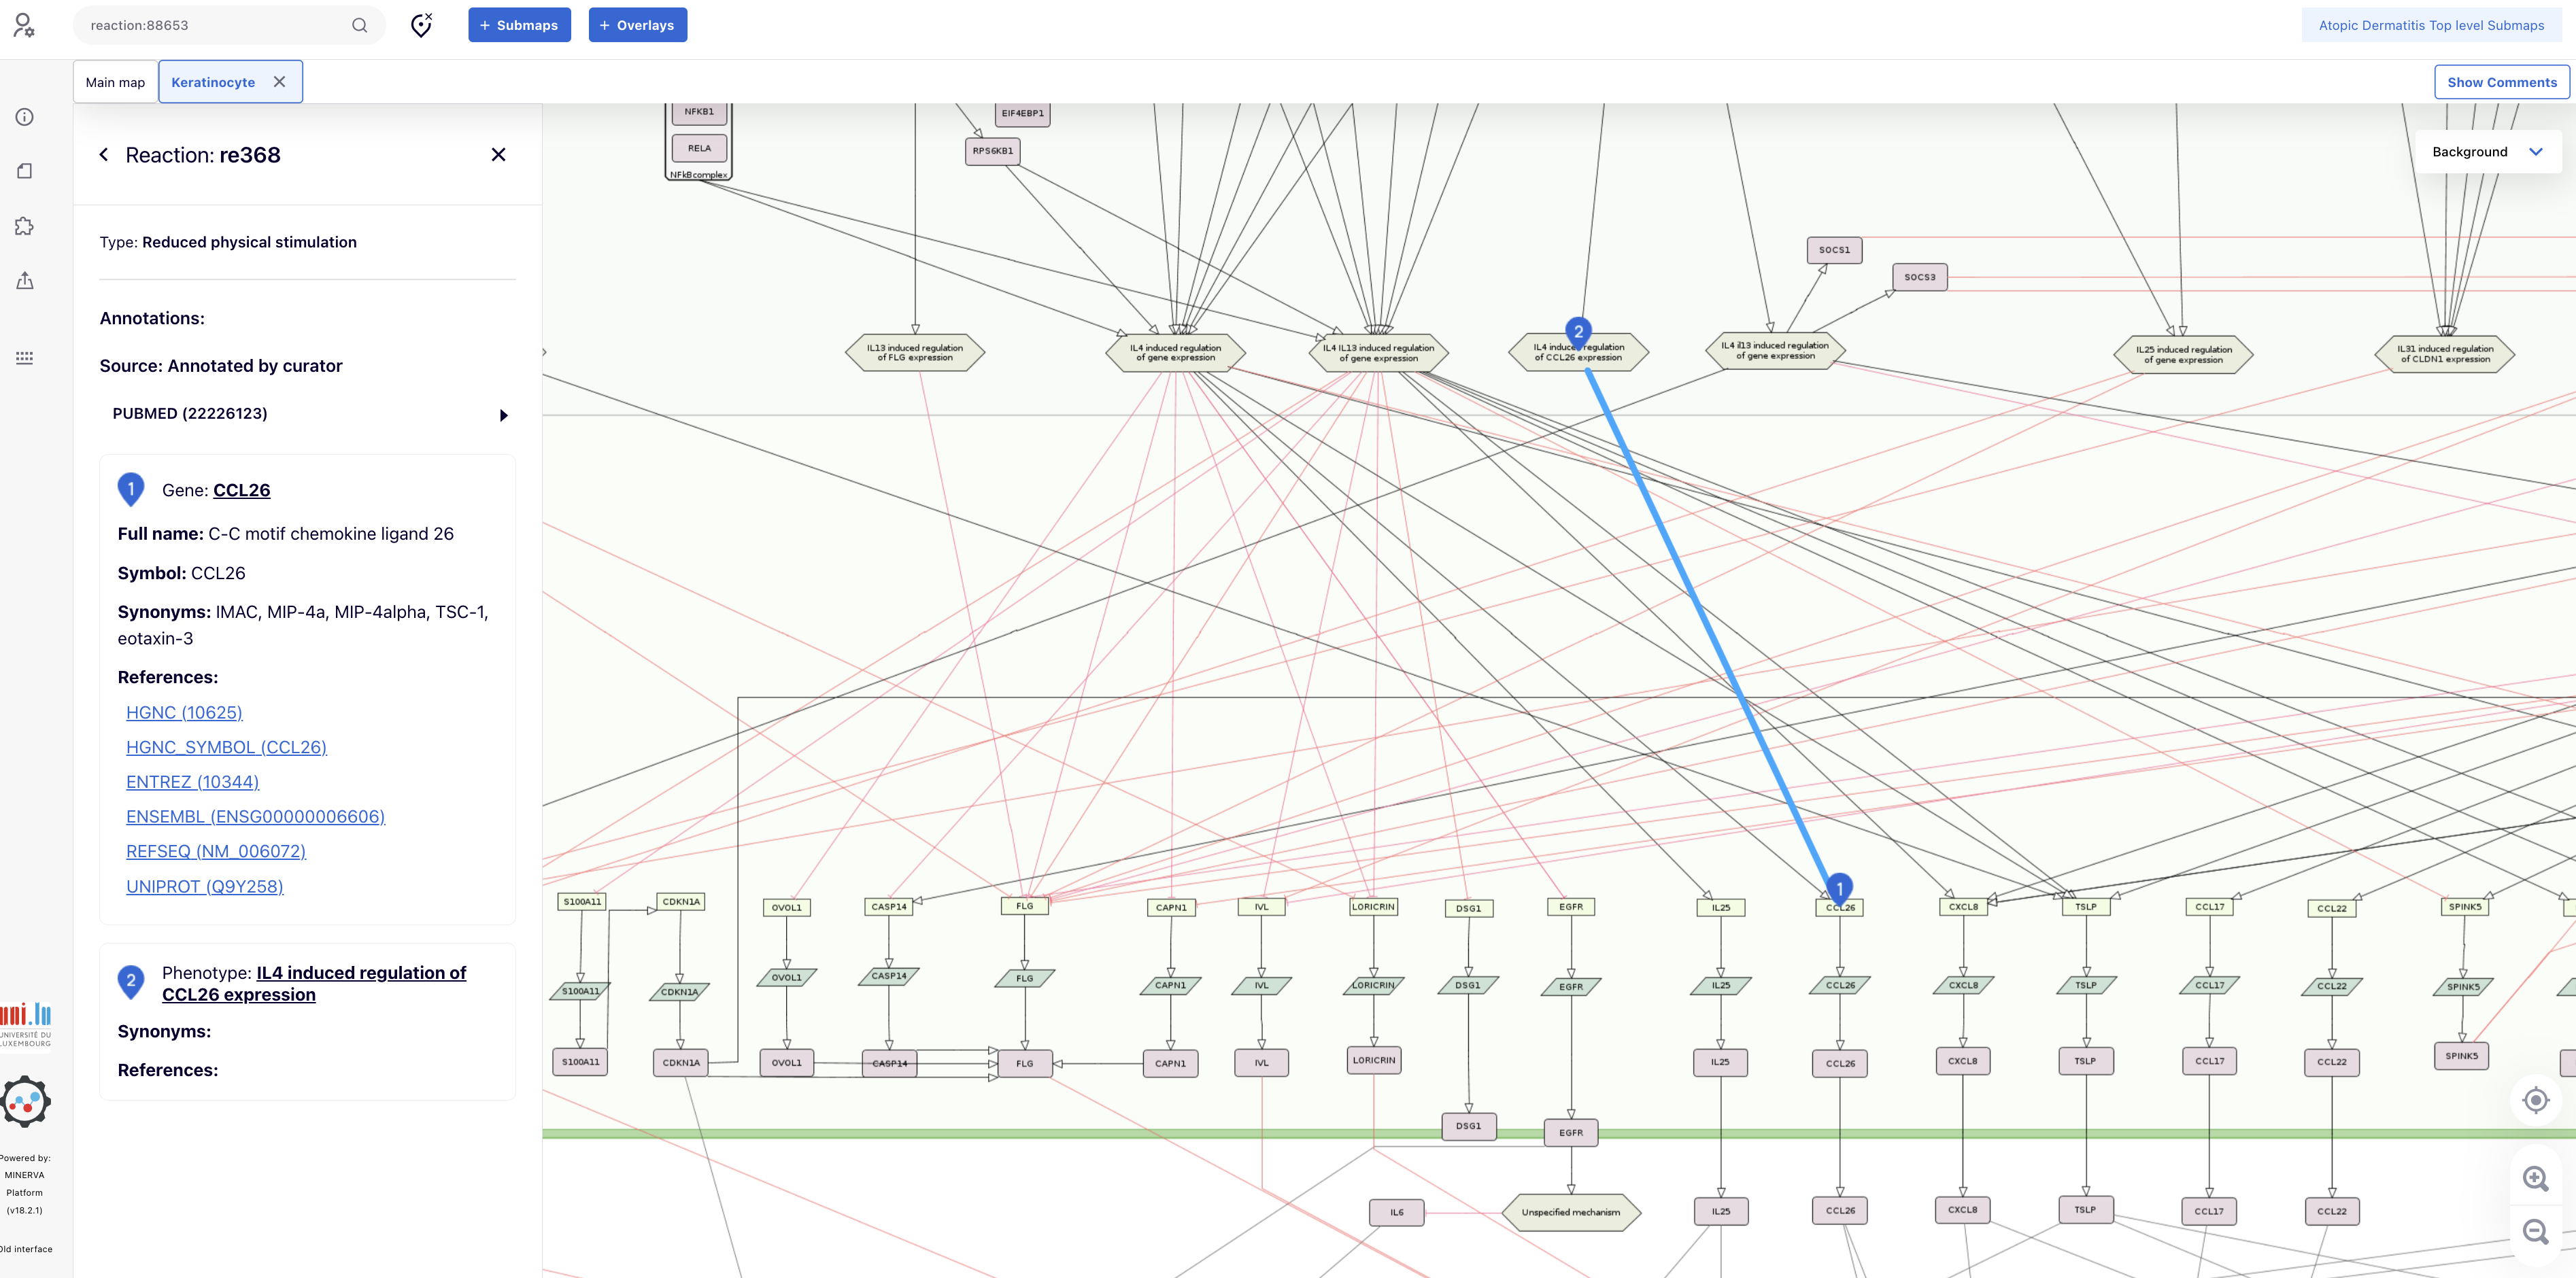 reaction:88653
+ Submaps
+ Overlays
Atopic Dermatitis Top level Submaps
Main map
Keratinocyte
Show Comments
Reaction: re368
Type: Reduced physical stimulation
Annotations:
Source: Annotated by curator
PUBMED (22226123)
1
Gene: CCL26
Full name: C-C motif chemokine ligand 26
Symbol: CCL26
Synonyms: IMAC, MIP-4a, MIP-4alpha, TSC-1,
eotaxin-3
References:
HGNC (10625)
HGNC_SYMBOL (CCL26)
ENTREZ (10344)
ENSEMBL (ENSG00000006606)
REFSEQ (NM_006072)
UNIPROT (Q9Y258)
2
Phenotype: IL4 induced regulation of
CCL26 expression
Synonyms:
References:
UNIVERSITÉ DU
LUXEMBOURG
Powered by:
MINERVA
Platform
(v18.2.1)
Old interface
Background
NFKB1
RELA
NFkBcomplex
EIF4EBP1
RPS6KB1
SOCS1
SOCS3
IL13 induced regulation
of FLG expression
IL4 induced regulation
of gene expression
IL4 IL13 induced regulation
of gene expression
2
IL4 induced regulation
of CCL26 expression
IL4 il13 induced regulation
of gene expression
IL25 induced regulation
of gene expression
IL31 induced regulation
of CLDN1 expression
1
S100A11
CDKN1A
OVOL1
CASP14
FLG
CAPN1
IVL
LORICRIN
DSG1
EGFR
IL25
CCL26
CXCL8
TSLP
CCL17
CCL22
SPINK5
S100A11
CDKN1A
OVOL1
CASP14
FLG
CAPN1
IVL
LORICRIN
DSG1
EGFR
IL25
CCL26
CXCL8
TSLP
CCL17
CCL22
SPINK5
S100A11
CDKN1A
OVOL1
CASP14
FLG
CAPN1
IVL
LORICRIN
IL25
CCL26
CXCL8
TSLP
CCL17
CCL22
SPINK5
DSG1
EGFR
IL6
Unspecified mechanism
IL25
CCL26
CXCL8
TSLP
CCL17
CCL22